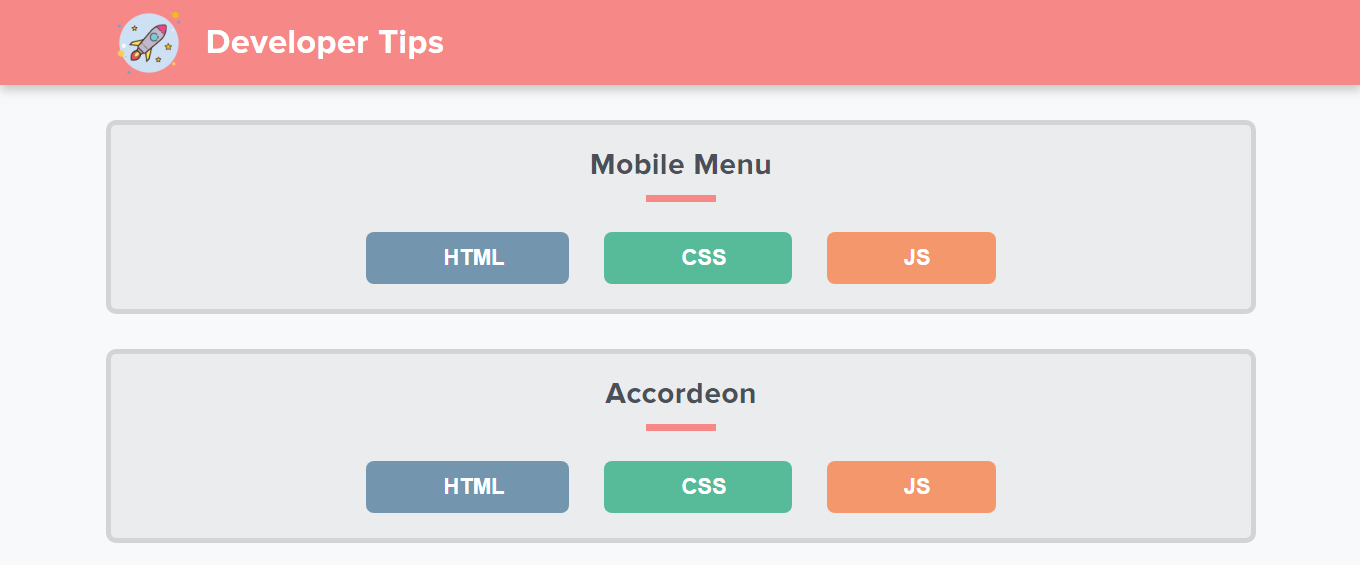 Developer Tips
Mobile Menu
HTML CSS JS
Accordeon
HTML CSS JS